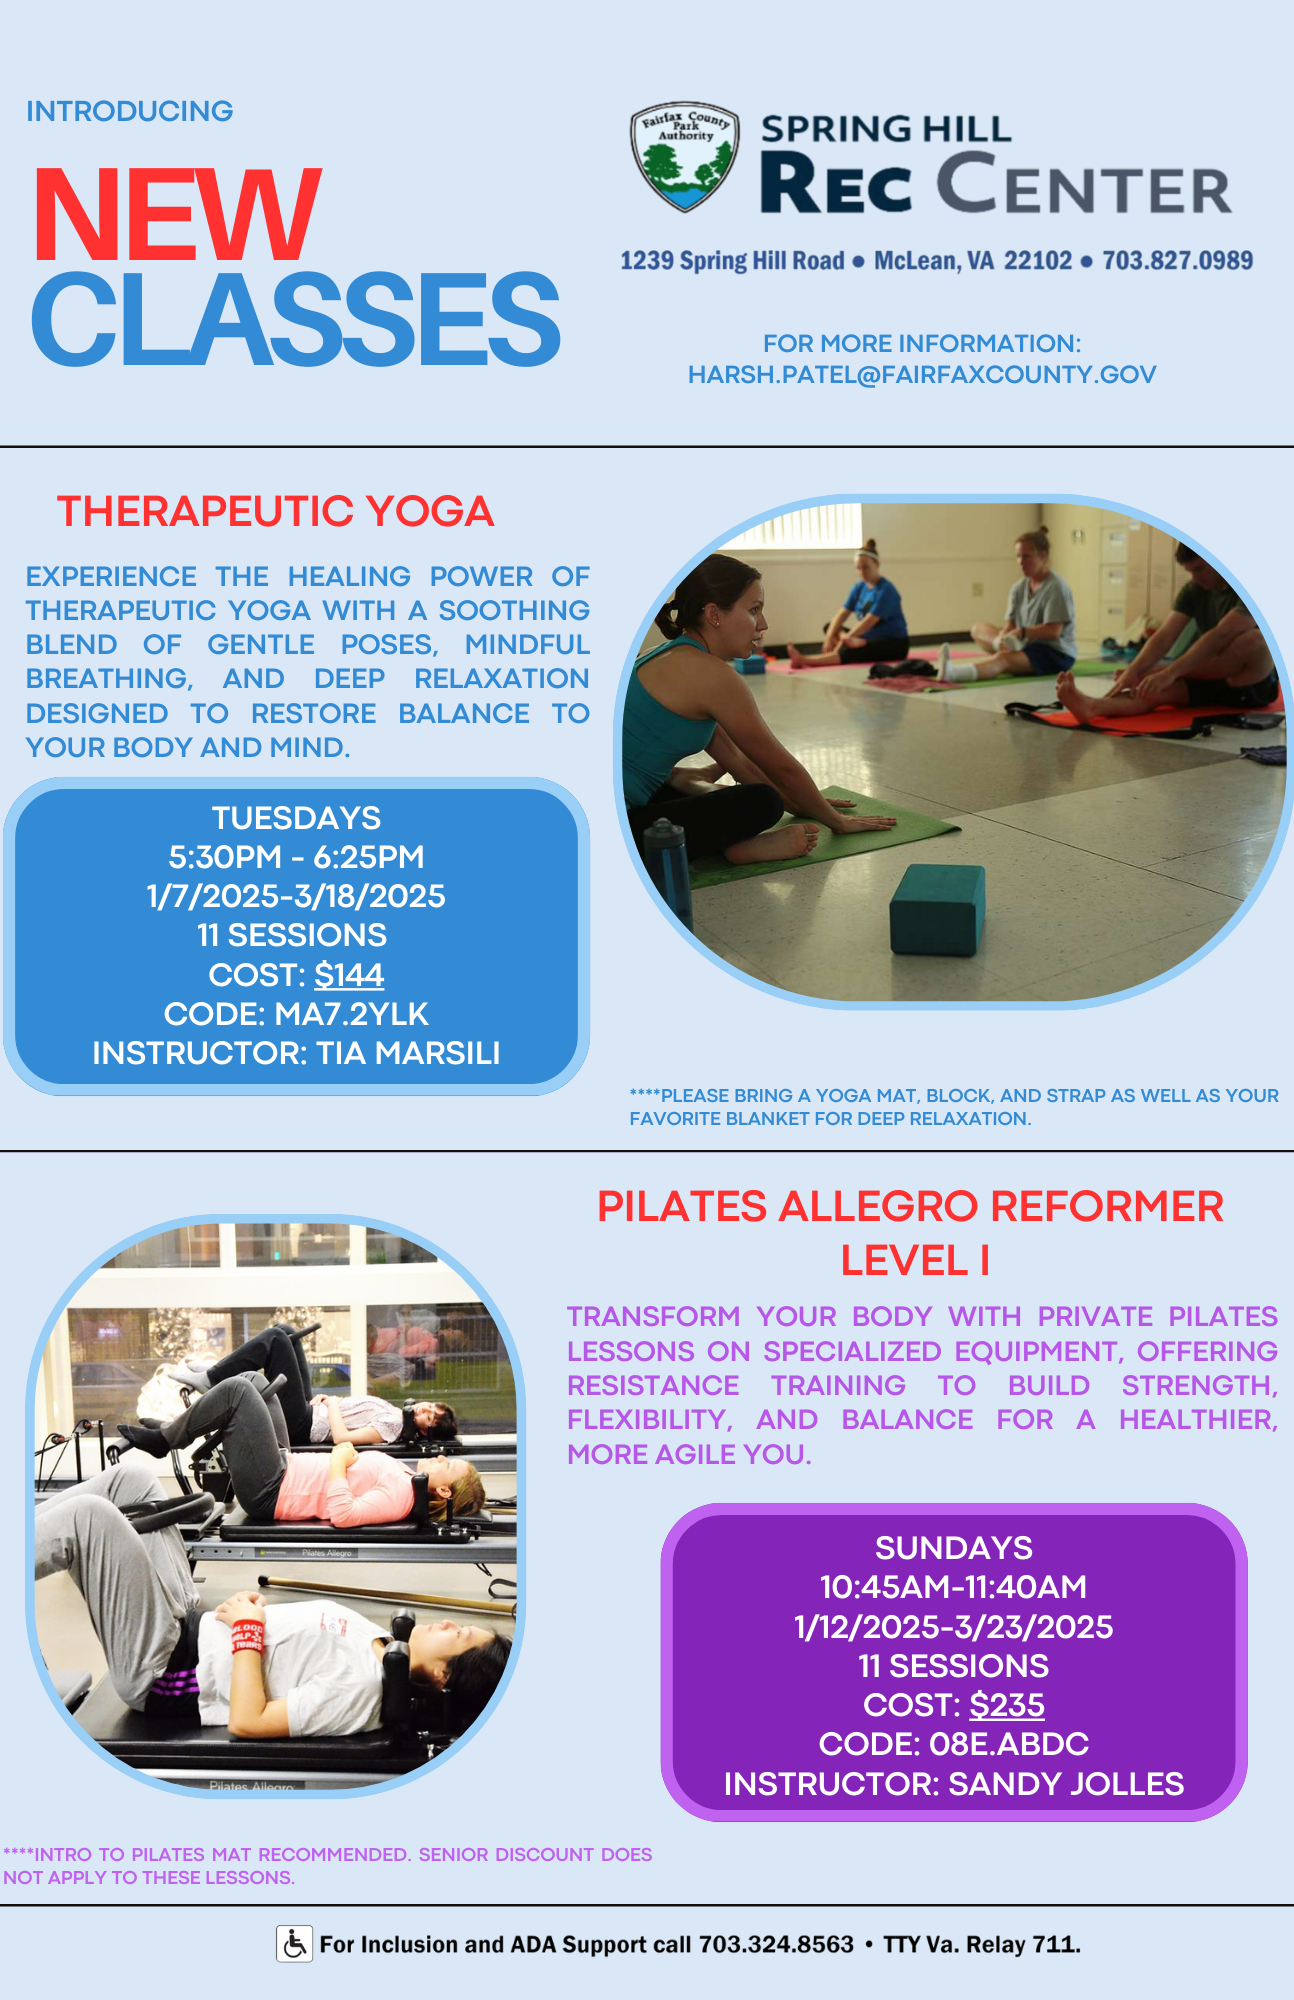 INTRODUCING
NEW
CLASSES
Fairfax County
Park
Authority
SPRING HILL
REC CENTER
1239 Spring Hill Road ● McLean, VA 22102 ● 703.827.0989
FOR MORE INFORMATION:
HARSH.PATEL@FAIRFAXCOUNTY.GOV
THERAPEUTIC YOGA
EXPERIENCE THE HEALING POWER OF
THERAPEUTIC YOGA WITH A SOOTHING
BLEND OF GENTLE POSES, MINDFUL
BREATHING, AND DEEP RELAXATION
DESIGNED TO RESTORE BALANCE TO
YOUR BODY AND MIND.
TUESDAYS
5:30PM - 6:25PM
1/7/2025-3/18/2025
11 SESSIONS
COST: $144
CODE: MA7.2YLK
INSTRUCTOR: TIA MARSILI
****PLEASE BRING A YOGA MAT, BLOCK, AND STRAP AS WELL AS YOUR
FAVORITE BLANKET FOR DEEP RELAXATION.
PILATES ALLEGRO REFORMER
LEVEL I
TRANSFORM YOUR BODY WITH PRIVATE PILATES
LESSONS ON SPECIALIZED EQUIPMENT, OFFERING
RESISTANCE TRAINING TO BUILD STRENGTH,
FLEXIBILITY, AND BALANCE FOR A HEALTHIER,
MORE AGILE YOU.
Pilates Allegro
Pilates Allegro
SUNDAYS
10:45AM-11:40AM
1/12/2025-3/23/2025
11 SESSIONS
COST: $235
CODE: 08E.ABDC
INSTRUCTOR: SANDY JOLLES
****INTRO TO PILATES MAT RECOMMENDED. SENIOR DISCOUNT DOES
NOT APPLY TO THESE LESSONS.
For Inclusion and ADA Support call 703.324.8563 • TTY Va. Relay 711.